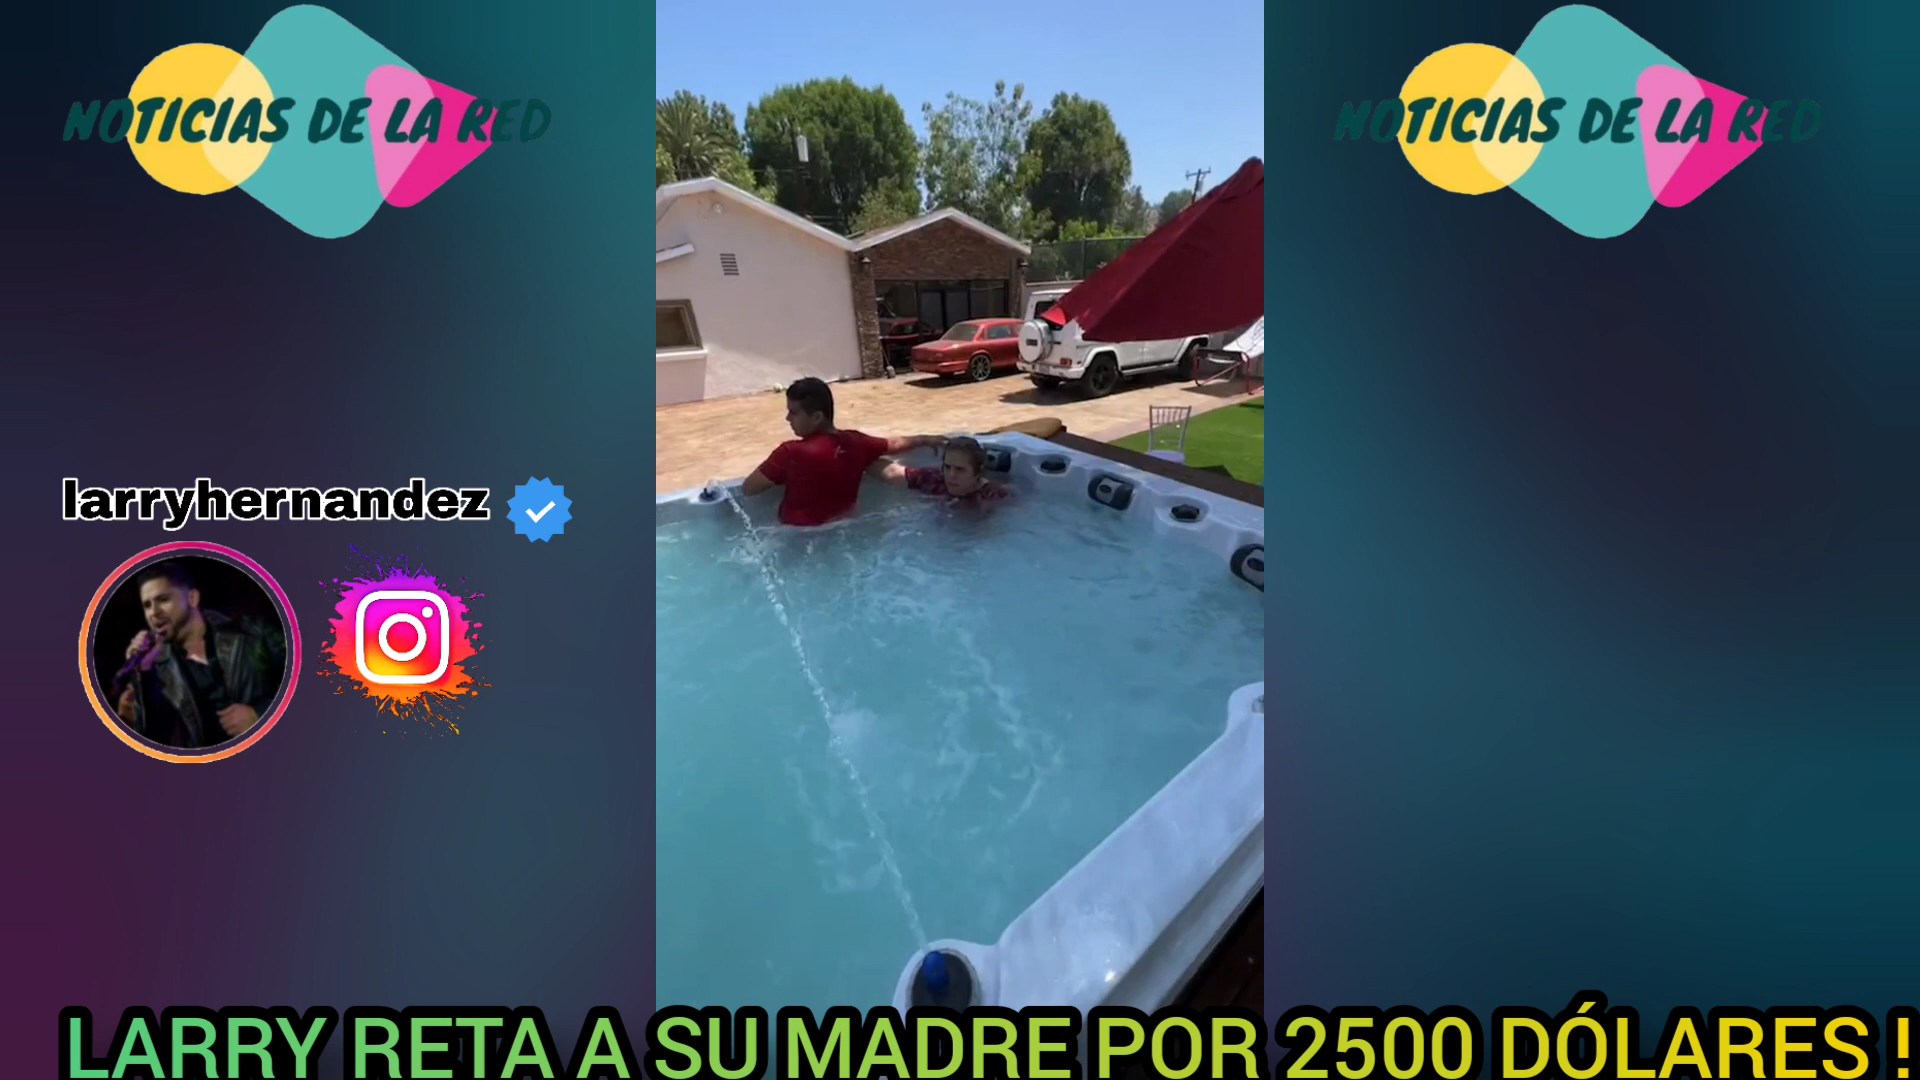 NOTICIAS DE LA RED
NOTICIAS DE LA RED
larryhernandez
LARRY RETA A SU MADRE POR 2500 DÓLARES !